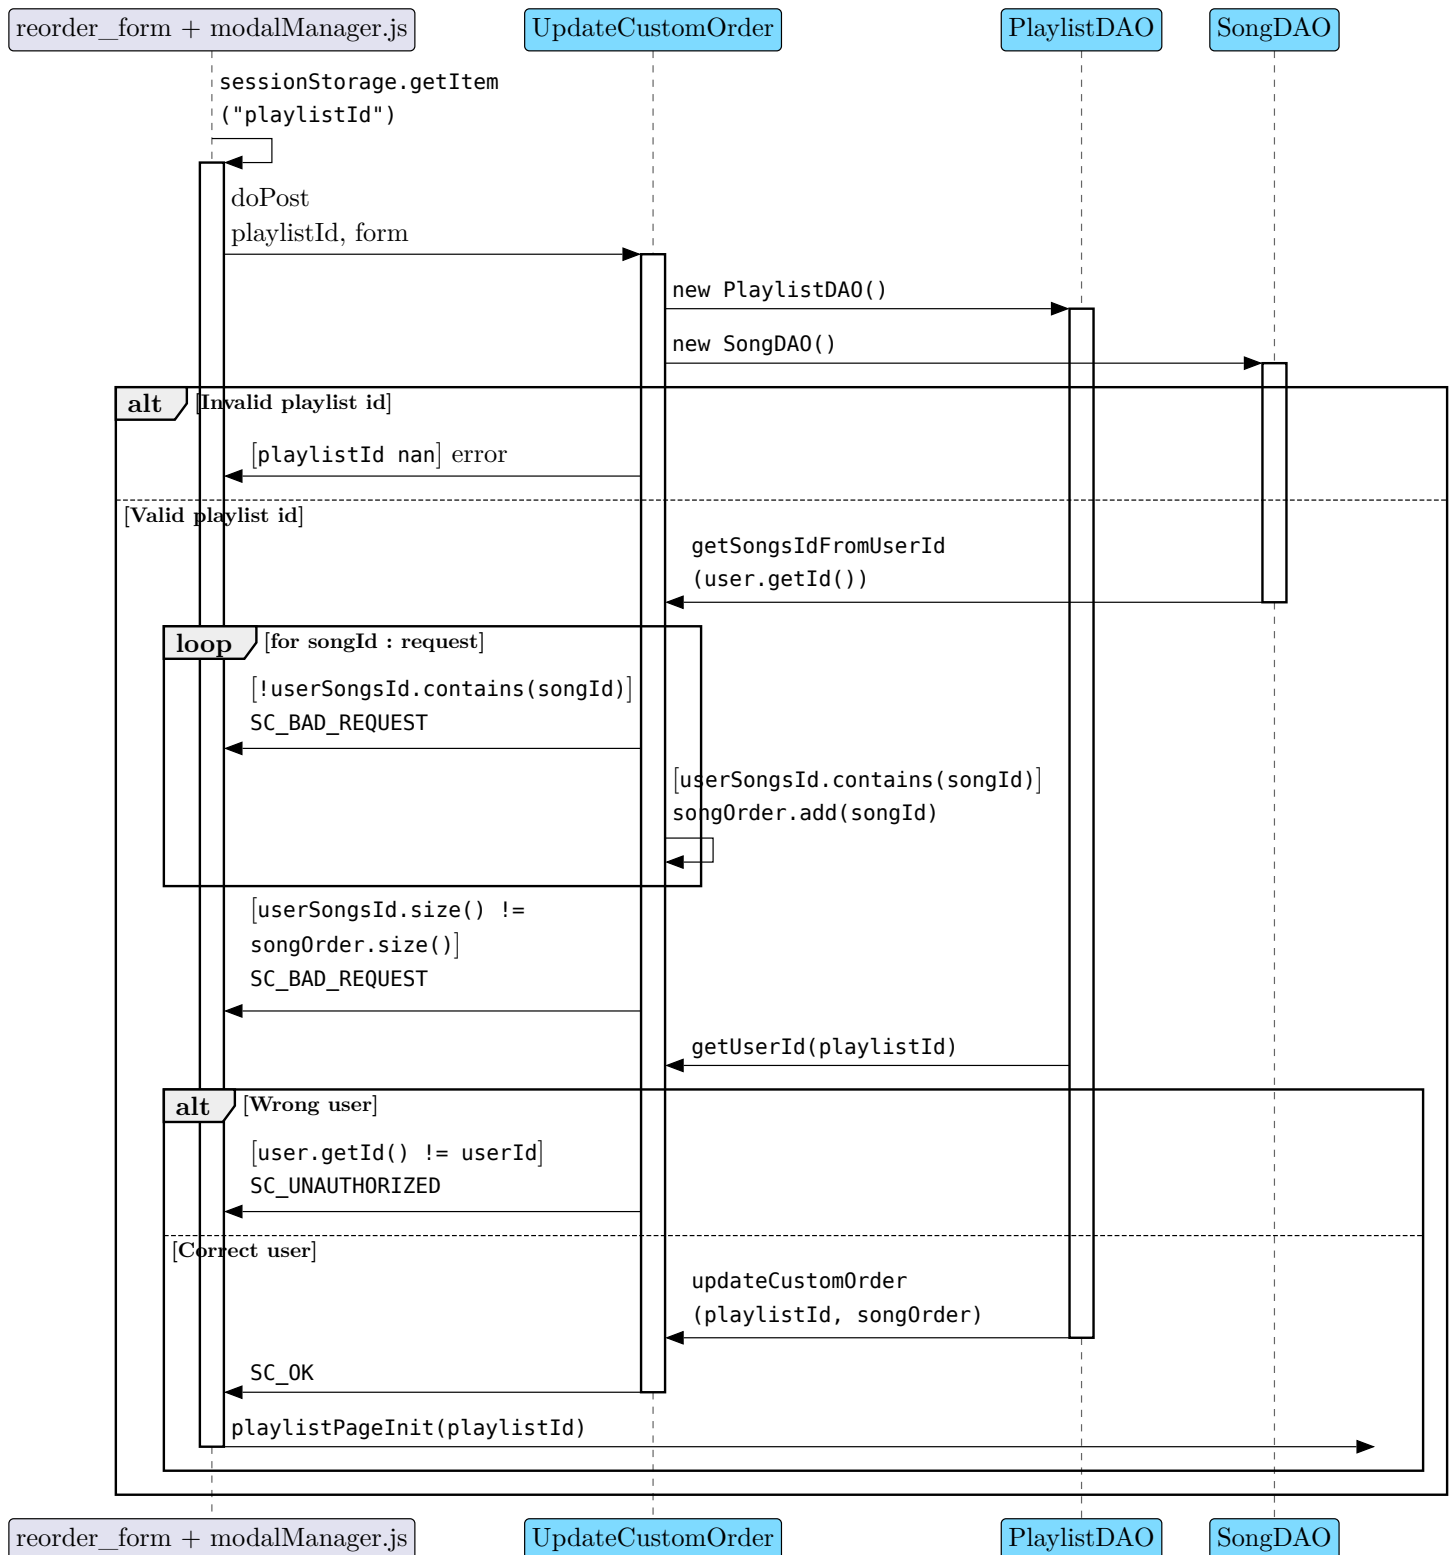 reorder_form + modalManager.js
UpdateCustomOrder
PlaylistDAO
SongDAO
sessionStorage.getItem
("playlistId")
doPost
playlistId, form
new PlaylistDAO()
new SongDAO()
alt
[Invalid playlist id]
[playlistId nan] error
[Valid playlist id]
getSongsIdFromUserId
(user.getId())
loop
[for songId : request]
[!userSongsId.contains(songId)]
SC_BAD_REQUEST
[userSongsId.contains(songId)]
songOrder.add(songId)
[userSongsId.size() !=
songOrder.size()]
SC_BAD_REQUEST
getUserId(playlistId)
alt
[Wrong user]
[user.getId() != userId]
SC_UNAUTHORIZED
[Correct user]
updateCustomOrder
(playlistId, songOrder)
SC_OK
playlistPageInit(playlistId)
reorder_form + modalManager.js
UpdateCustomOrder
PlaylistDAO
SongDAO